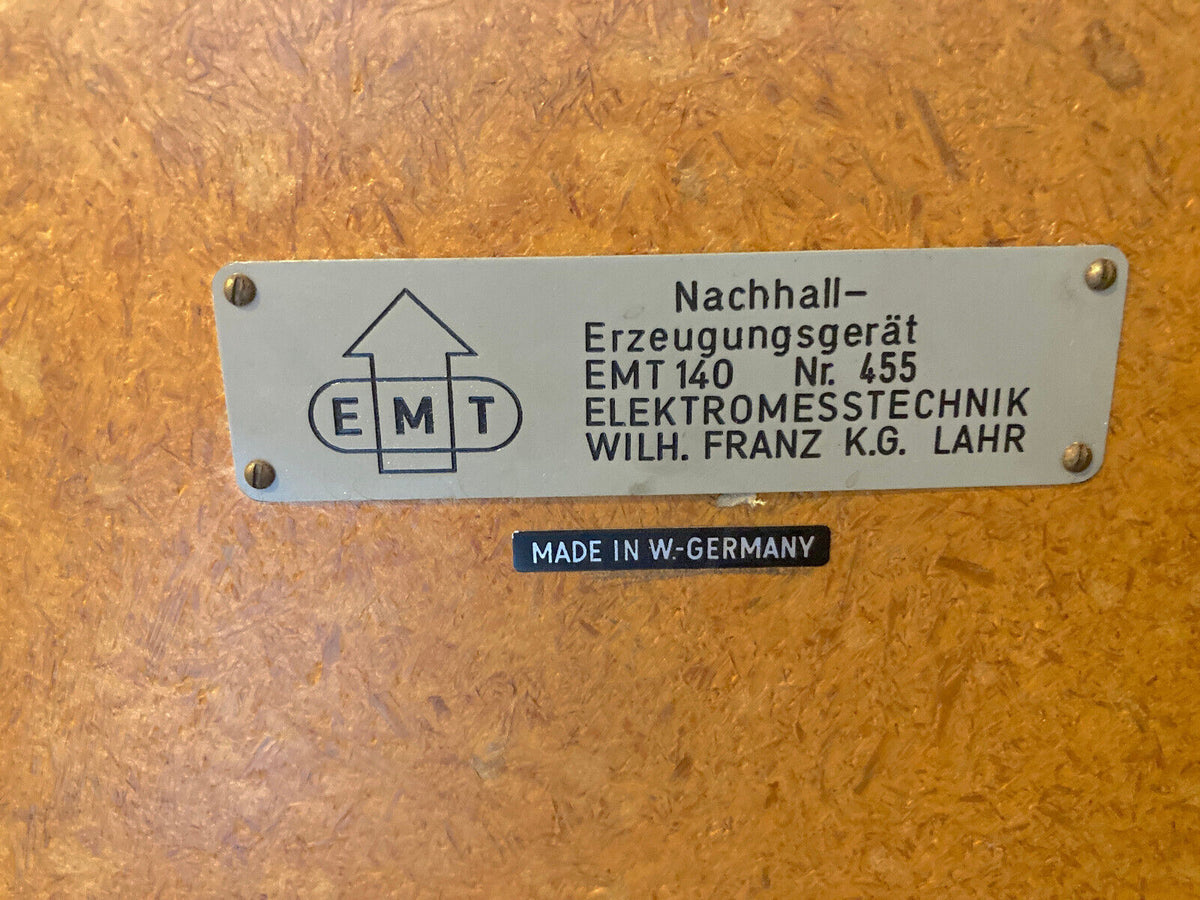 EMT
Nachhall-
Erzeugungsgerät
EMT 140 Nr. 455
ELEKTROMESSTECHNIK
WILH. FRANZ K.G. LAHR
MADE IN W.-GERMANY